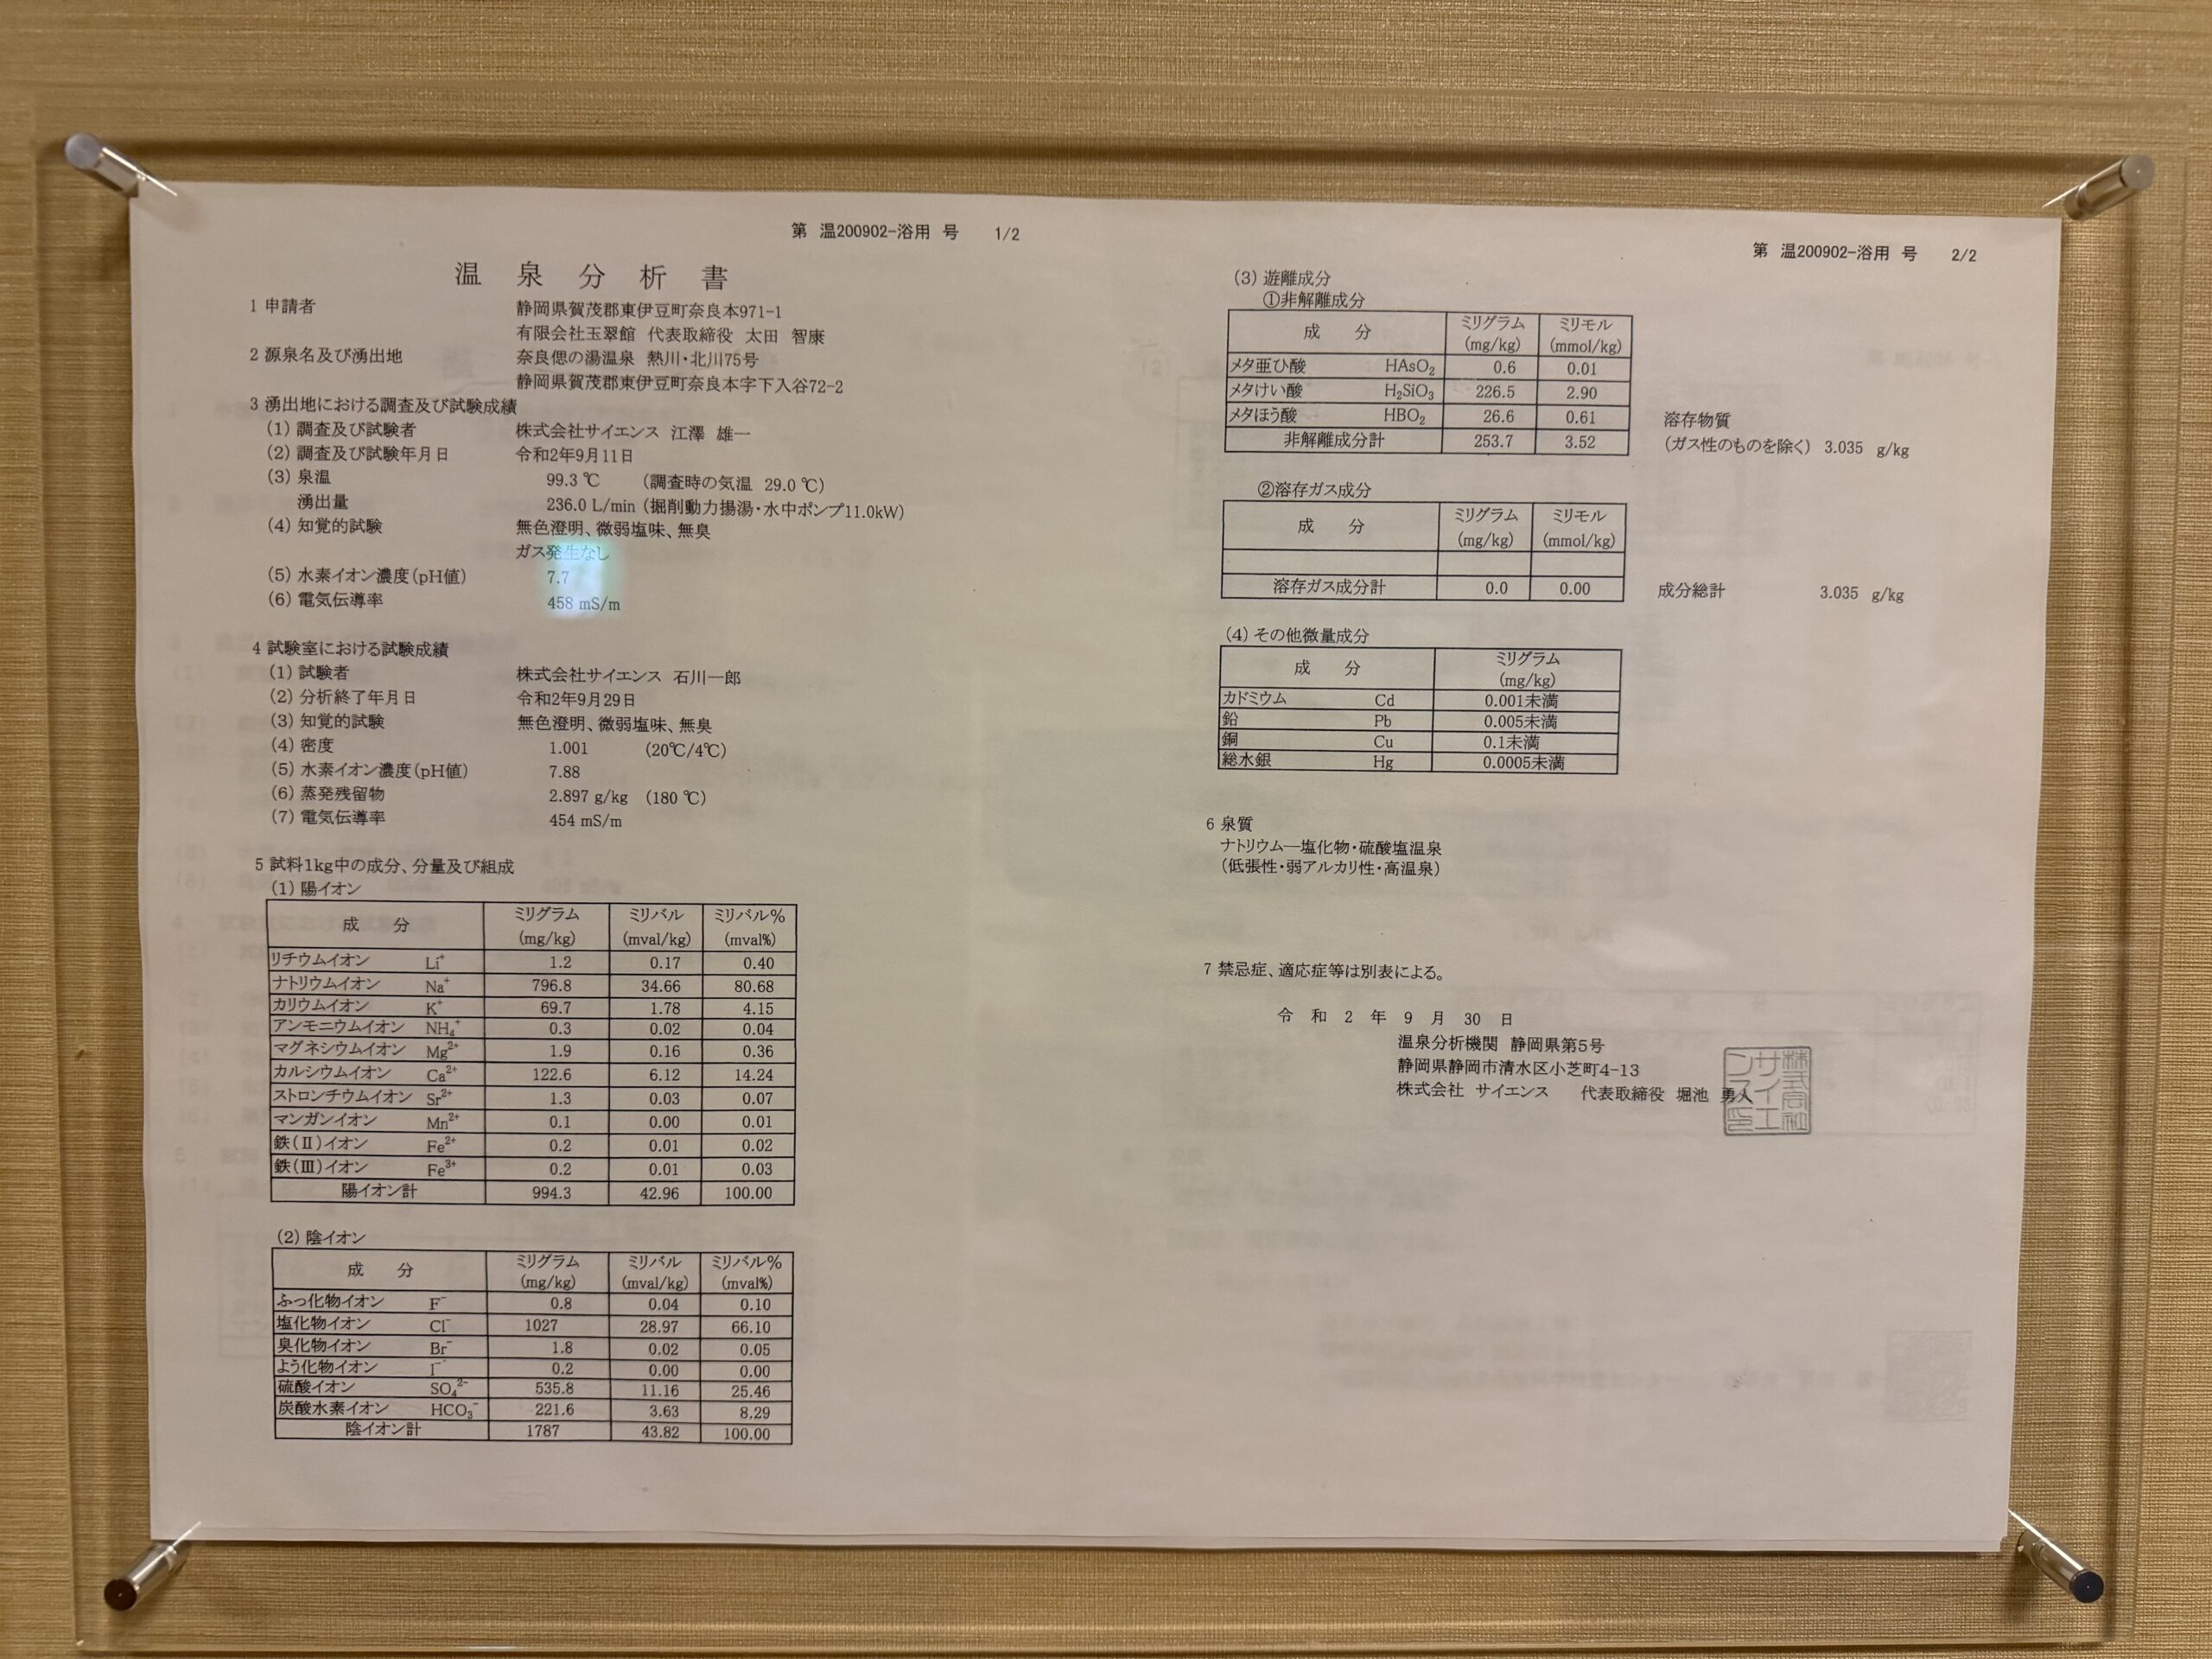 第 温200902-浴用 号 1/2
温泉分析書
1 申請者 静岡県賀茂郡東伊豆町奈良本971-1
有限会社玉翠館 代表取締役 太田 智康
2 源泉名及び湧出地 奈良偲の湯温泉 熱川・北川75号
静岡県賀茂郡東伊豆町奈良本字下入谷72-2
3 湧出地における調査及び試験成績
(1) 調査及び試験者 株式会社サイエンス 江澤 雄一
(2) 調査及び試験年月日 令和2年9月11日
(3) 泉温 99.3 ℃ (調査時の気温 29.0 ℃)
湧出量 236.0 L/min (掘削動力揚湯・水中ポンプ11.0kW)
(4) 知覚的試験 無色澄明、微弱塩味、無臭
ガス発生なし
(5) 水素イオン濃度(pH値) 7.7
(6) 電気伝導率 458 mS/m
4 試験室における試験成績
(1) 試験者 株式会社サイエンス 石川一郎
(2) 分析終了年月日 令和2年9月29日
(3) 知覚的試験 無色澄明、微弱塩味、無臭
(4) 密度 1.001 (20℃/4℃)
(5) 水素イオン濃度(pH値) 7.88
(6) 蒸発残留物 2.897 g/kg (180 ℃)
(7) 電気伝導率 454 mS/m
5 試料1kg中の成分、分量及び組成
(1) 陽イオン
成 分 ミリグラム (mg/kg) ミリバル (mval/kg) ミリバル% (mval%)
リチウムイオン Li⁺ 1.2 0.17 0.40
ナトリウムイオン Na⁺ 796.8 34.66 80.68
カリウムイオン K⁺ 69.7 1.78 4.15
アンモニウムイオン NH₄⁺ 0.3 0.02 0.04
マグネシウムイオン Mg²⁺ 1.9 0.16 0.36
カルシウムイオン Ca²⁺ 122.6 6.12 14.24
ストロンチウムイオン Sr²⁺ 1.3 0.03 0.07
マンガンイオン Mn²⁺ 0.1 0.00 0.01
鉄(Ⅱ)イオン Fe²⁺ 0.2 0.01 0.02
鉄(Ⅲ)イオン Fe³⁺ 0.2 0.01 0.03
陽イオン計 994.3 42.96 100.00
(2) 陰イオン
成 分 ミリグラム (mg/kg) ミリバル (mval/kg) ミリバル% (mval%)
ふっ化物イオン F⁻ 0.8 0.04 0.10
塩化物イオン Cl⁻ 1027 28.97 66.10
臭化物イオン Br⁻ 1.8 0.02 0.05
よう化物イオン I⁻ 0.2 0.00 0.00
硫酸イオン SO₄²⁻ 535.8 11.16 25.46
炭酸水素イオン HCO₃⁻ 221.6 3.63 8.29
陰イオン計 1787 43.82 100.00
第 温200902-浴用 号 2/2
(3) 遊離成分
①非解離成分
成 分 ミリグラム (mg/kg) ミリモル (mmol/kg)
メタ亜ひ酸 HAsO₂ 0.6 0.01
メタけい酸 H₂SiO₃ 226.5 2.90
メタほう酸 HBO₂ 26.6 0.61
非解離成分計 253.7 3.52
溶存物質
(ガス性のものを除く) 3.035 g/kg
②溶存ガス成分
成 分 ミリグラム (mg/kg) ミリモル (mmol/kg)
溶存ガス成分計 0.0 0.00
成分総計 3.035 g/kg
(4) その他微量成分
成 分 ミリグラム (mg/kg)
カドミウム Cd 0.001未満
鉛 Pb 0.005未満
銅 Cu 0.1未満
総水銀 Hg 0.0005未満
6 泉質
ナトリウム―塩化物・硫酸塩温泉
(低張性・弱アルカリ性・高温泉)
7 禁忌症、適応症等は別表による。
令和2年9月30日
温泉分析機関 静岡県第5号
静岡県静岡市清水区小芝町4-13
株式会社 サイエンス 代表取締役 堀池 勇人
株式会社サイエンス印